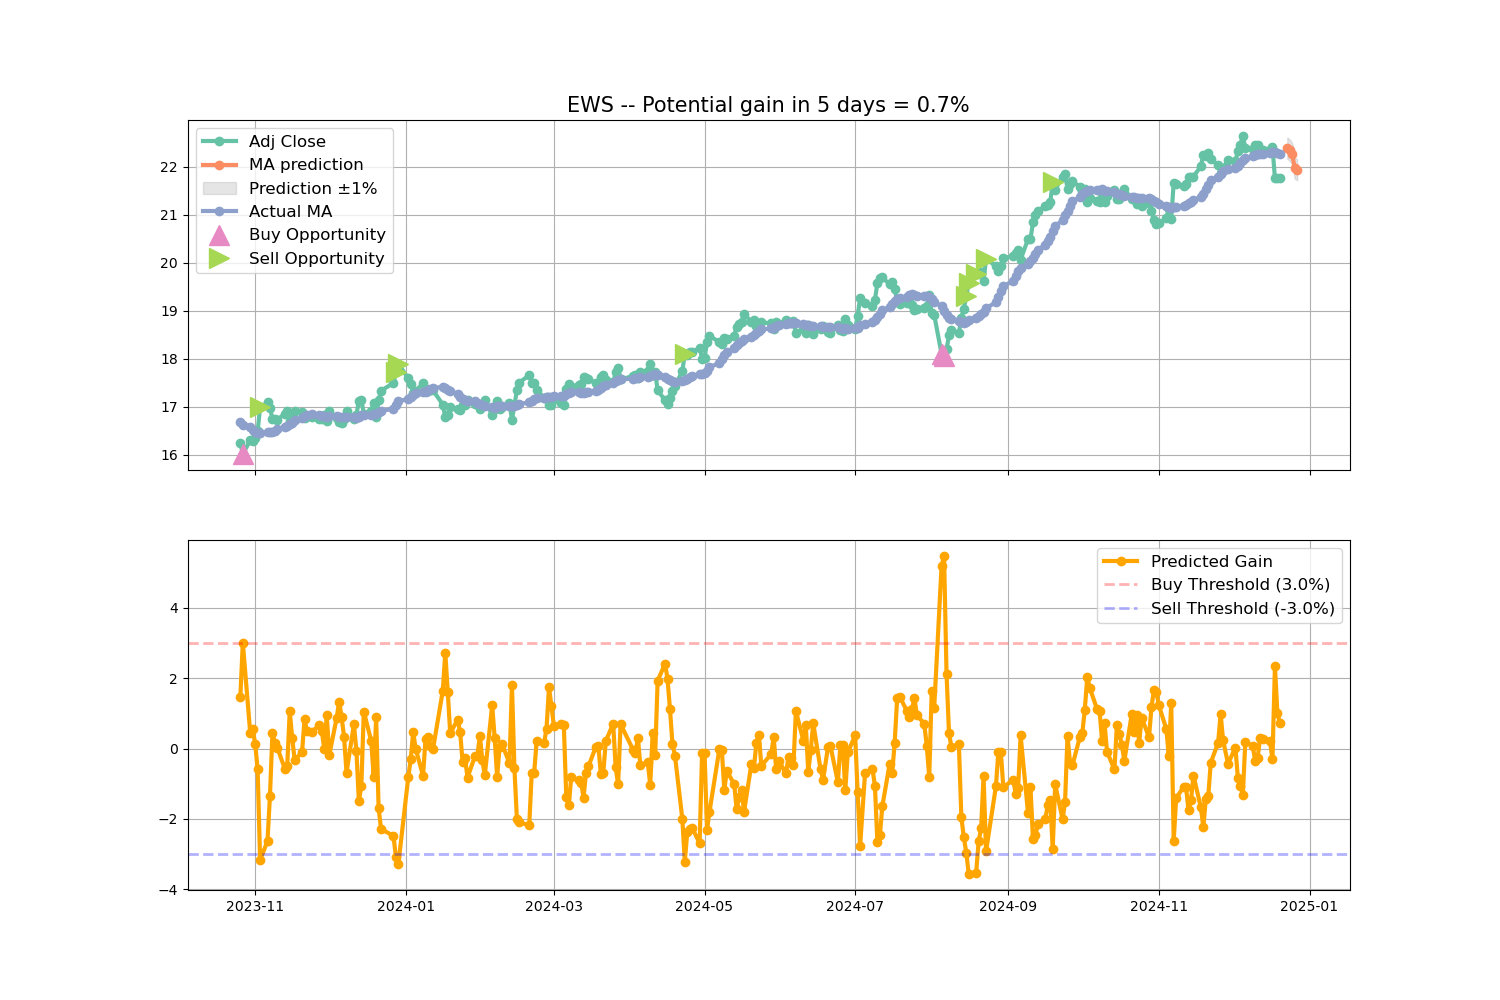 EWS -- Potential gain in 5 days = 0.7%
Adj Close
MA prediction
Prediction ±1%
Actual MA
Buy Opportunity
Sell Opportunity
22
21
20
19
18
17
16
Predicted Gain
Buy Threshold (3.0%)
Sell Threshold (-3.0%)
4
2
0
−2
−4
2023-11 2024-01 2024-03 2024-05 2024-07 2024-09 2024-11 2025-01